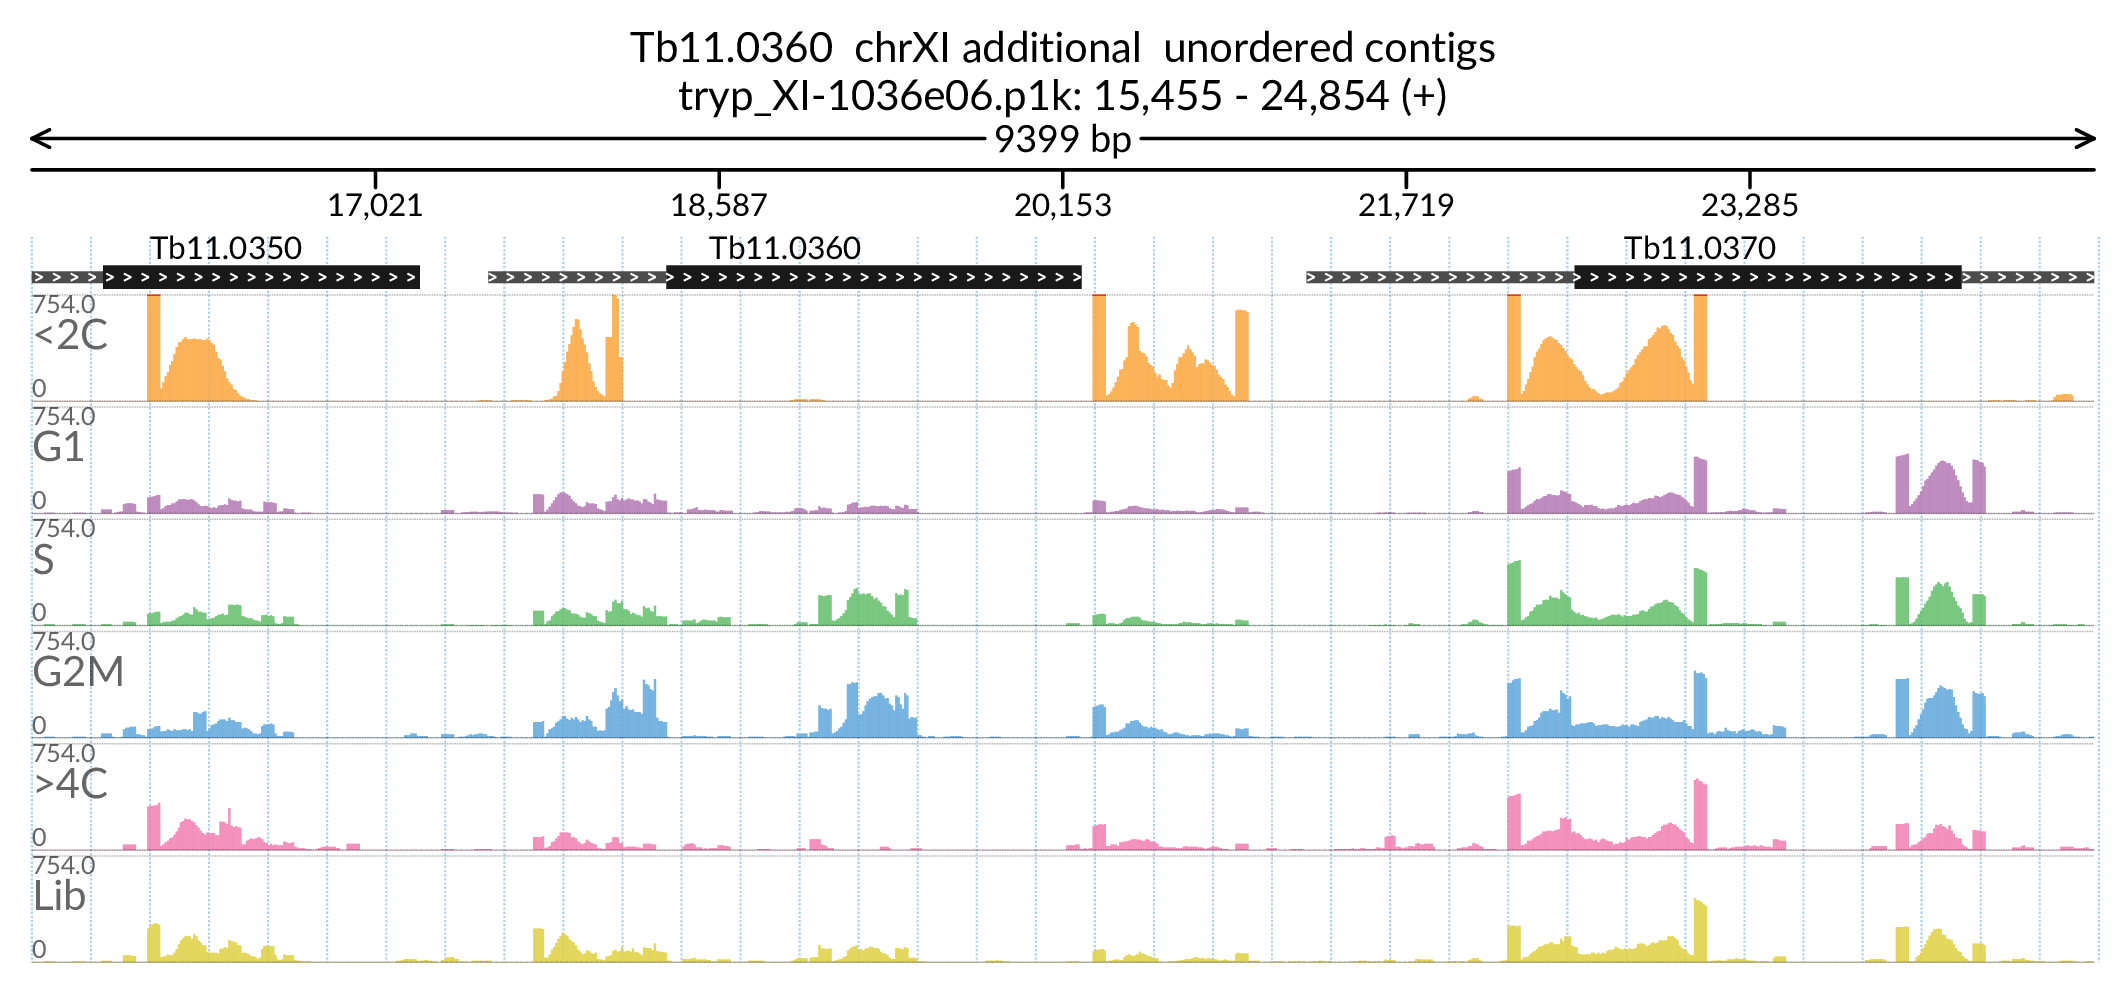 Tb11.0360 chrXI additional unordered contigs
tryp_XI-1036e06.p1k: 15,455 - 24,854 (+)
9399 bp
17,021 18,587 20,153 21,719 23,285
Tb11.0350 Tb11.0360 Tb11.0370
754.0
<2C
0
754.0
G1
0
754.0
S
0
754.0
G2M
0
754.0
>4C
0
754.0
Lib
0